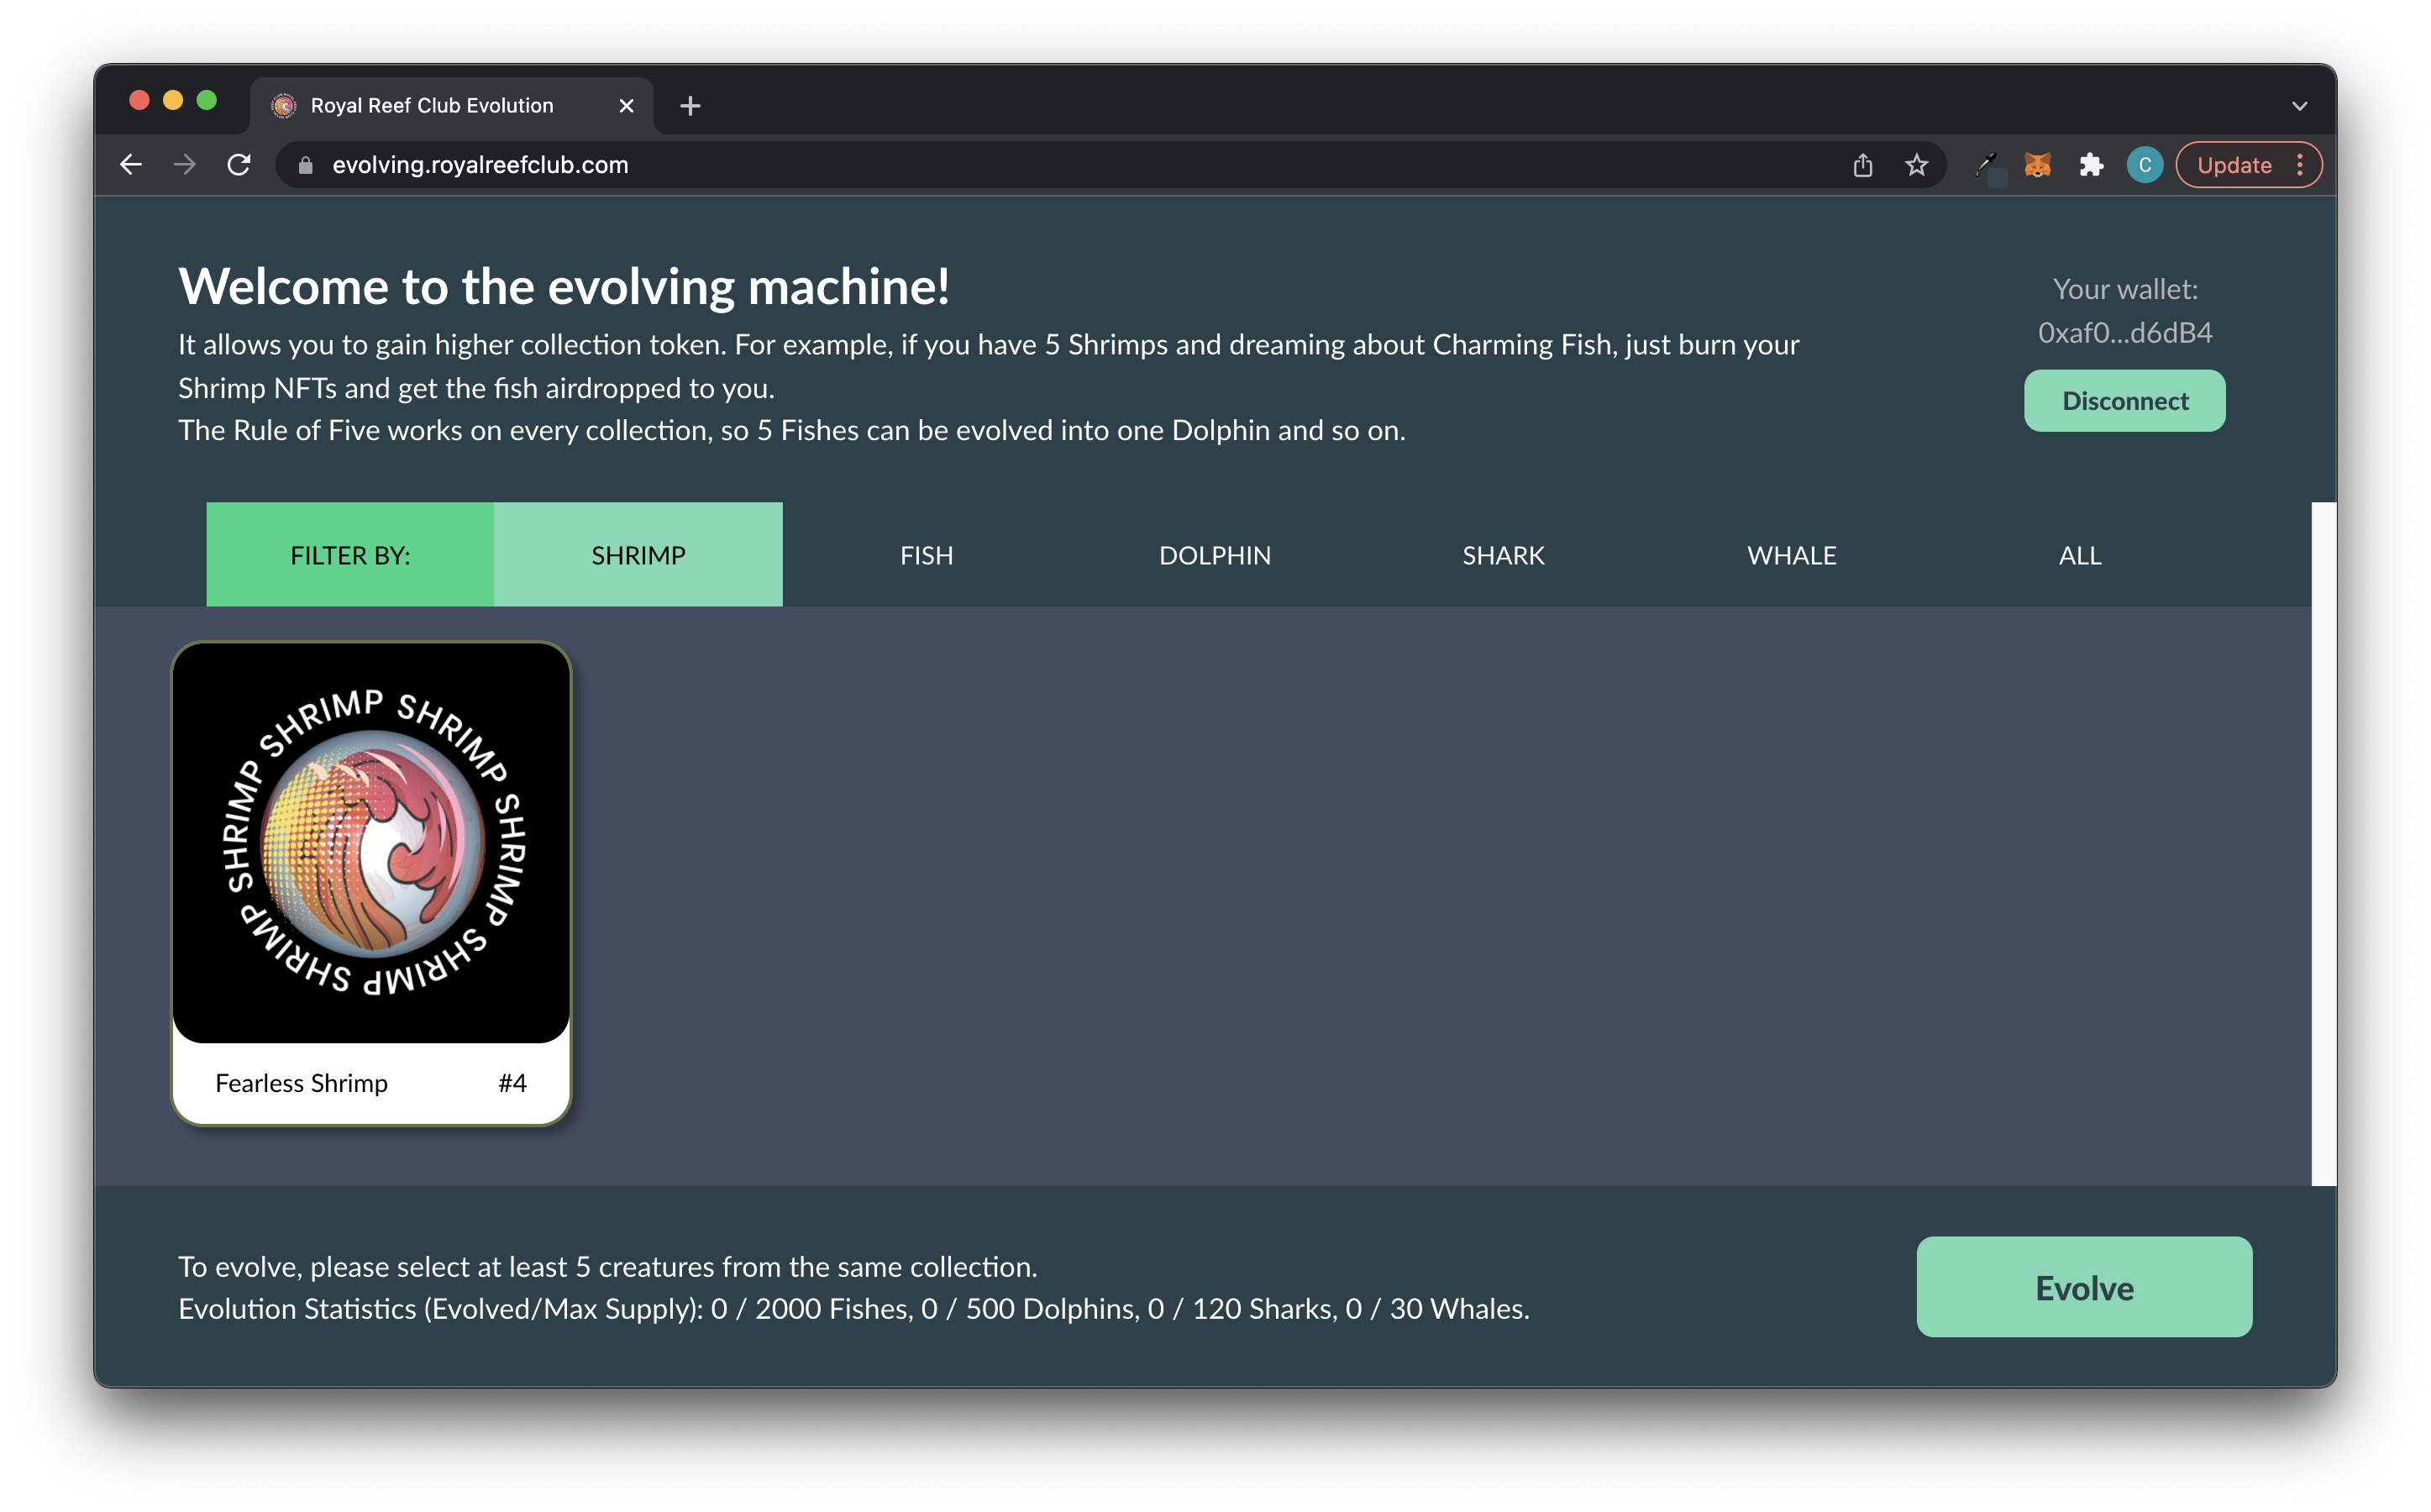 Royal Reef Club Evolution
evolving.royalreefclub.com
C
Update
Welcome to the evolving machine!
It allows you to gain higher collection token. For example, if you have 5 Shrimps and dreaming about Charming Fish, just burn your
Shrimp NFTs and get the fish airdropped to you.
The Rule of Five works on every collection, so 5 Fishes can be evolved into one Dolphin and so on.
Your wallet:
0xaf0...d6dB4
Disconnect
FILTER BY: SHRIMP FISH DOLPHIN SHARK WHALE ALL
SHRIMP SHRIMP SHRIMP SHRIMP SHRIMP SHRIMP
Fearless Shrimp #4
To evolve, please select at least 5 creatures from the same collection.
Evolution Statistics (Evolved/Max Supply): 0 / 2000 Fishes, 0 / 500 Dolphins, 0 / 120 Sharks, 0 / 30 Whales.
Evolve